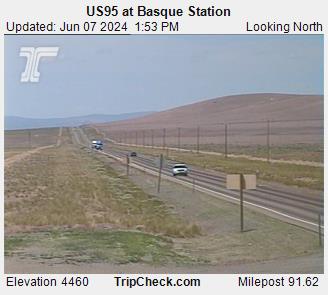 US95 at Basque Station
Updated: Jun 07 2024 1:53 PM Looking North
Elevation 4460 TripCheck.com Milepost 91.62